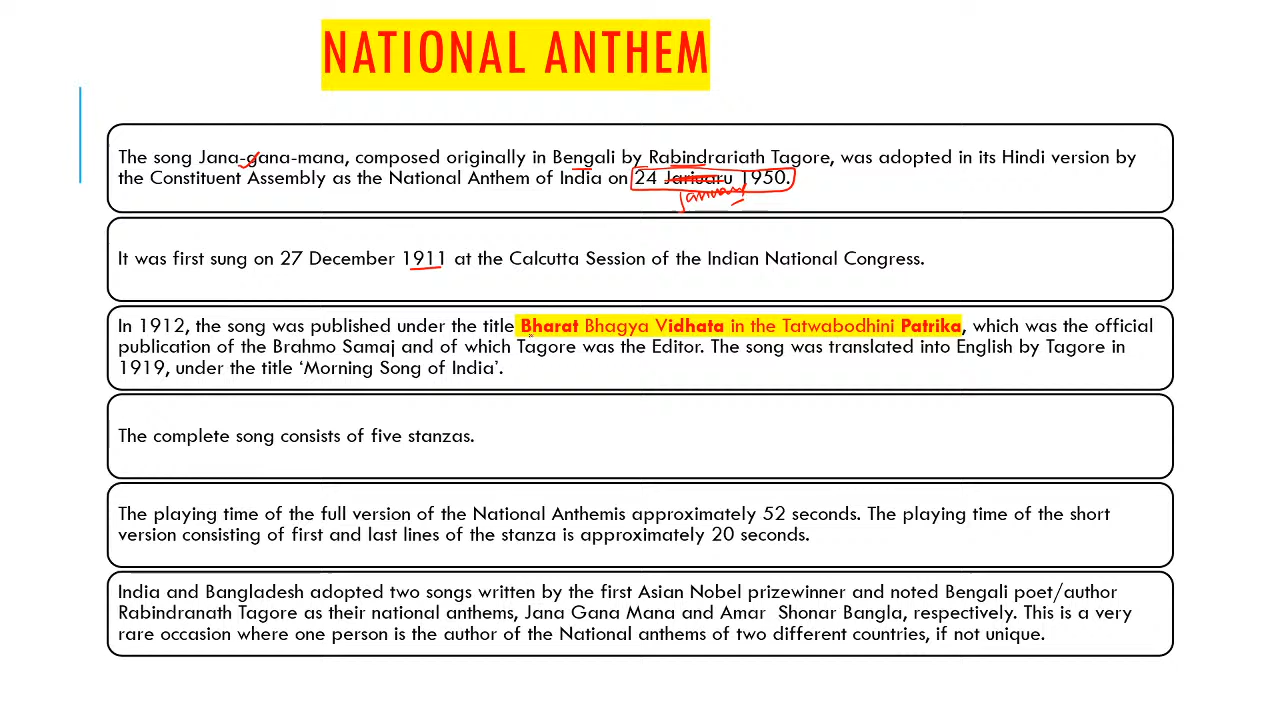 NATIONAL ANTHEM
The song Jana-gana-mana, composed originally in Bengali by Rabindrariath Tagore, was adopted in its Hindi version by
the Constituent Assembly as the National Anthem of India on 24 Jariuaru 1950.
January
It was first sung on 27 December 1911 at the Calcutta Session of the Indian National Congress.
In 1912, the song was published under the title Bharat Bhagya Vidhata in the Tatwabodhini Patrika, which was the official
publication of the Brahmo Samaj and of which Tagore was the Editor. The song was translated into English by Tagore in
1919, under the title ‘Morning Song of India’.
The complete song consists of five stanzas.
The playing time of the full version of the National Anthemis approximately 52 seconds. The playing time of the short
version consisting of first and last lines of the stanza is approximately 20 seconds.
India and Bangladesh adopted two songs written by the first Asian Nobel prizewinner and noted Bengali poet/author
Rabindranath Tagore as their national anthems, Jana Gana Mana and Amar Shonar Bangla, respectively. This is a very
rare occasion where one person is the author of the National anthems of two different countries, if not unique.